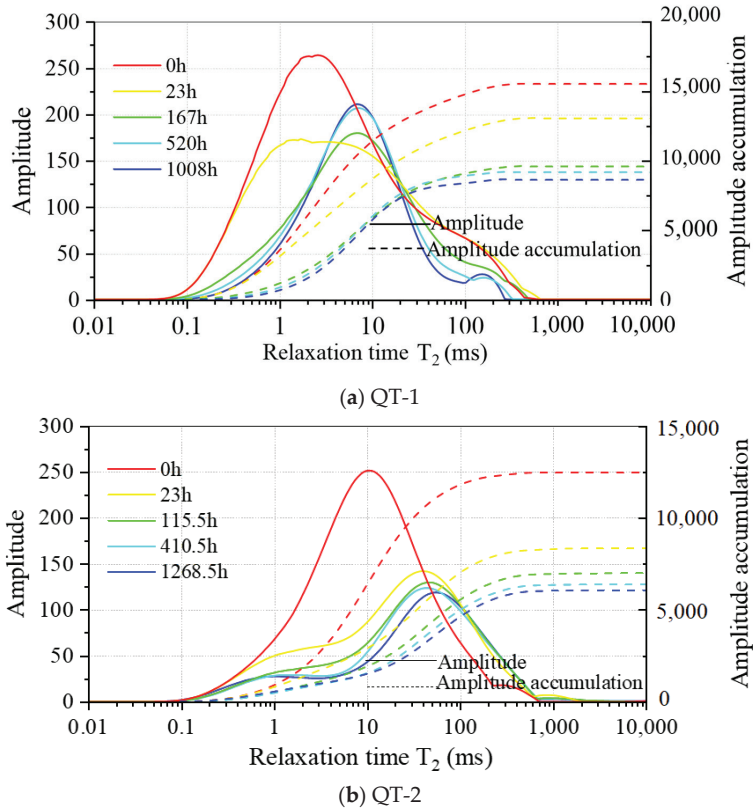 300
250
200
150
100
50
0
Amplitude
0h
23h
167h
520h
1008h
Amplitude
Amplitude accumulation
20,000
15,000
10,000
5,000
0
Amplitude accumulation
0.01 0.1 1 10 100 1,000 10,000
Relaxation time T₂ (ms)
(a) QT-1
300
250
200
150
100
50
0
Amplitude
0h
23h
115.5h
410.5h
1268.5h
Amplitude
Amplitude accumulation
15,000
10,000
5,000
0
Amplitude accumulation
0.01 0.1 1 10 100 1,000 10,000
Relaxation time T₂ (ms)
(b) QT-2